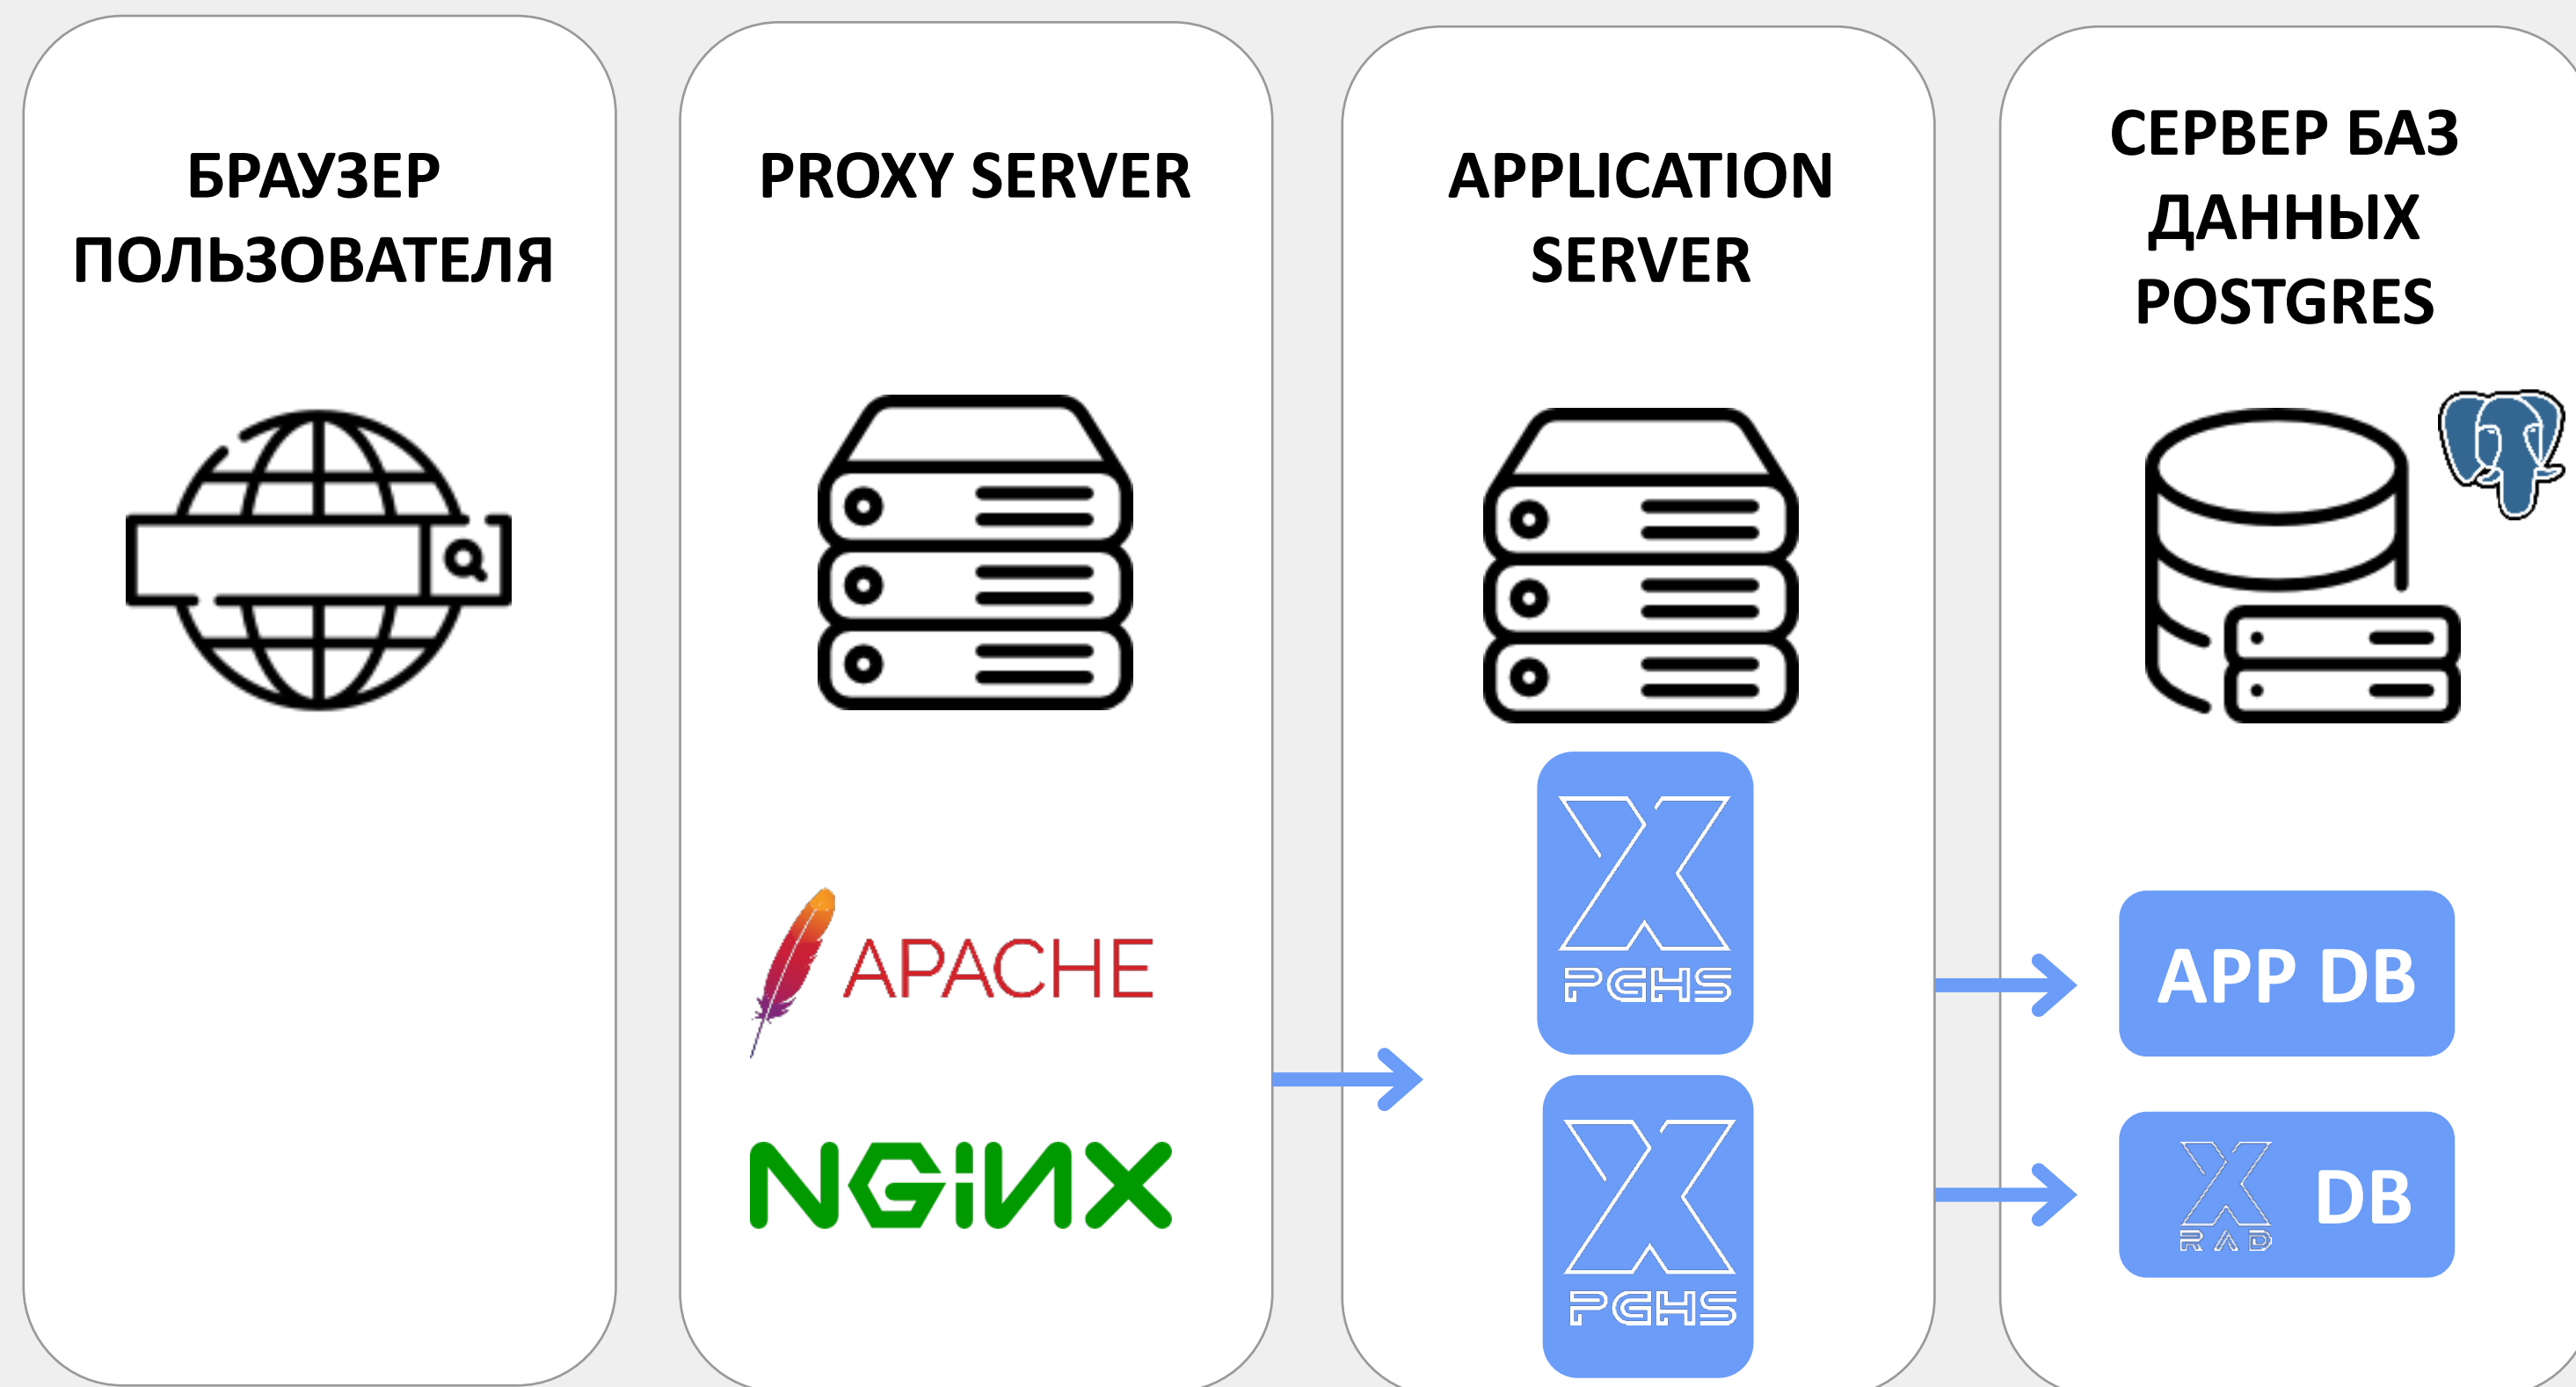 БРАУЗЕР
ПОЛЬЗОВАТЕЛЯ
PROXY SERVER
APACHE
NGINX
APPLICATION
SERVER
PGHS
PGHS
СЕРВЕР БАЗ
ДАННЫХ
POSTGRES
APP DB
X RAD DB